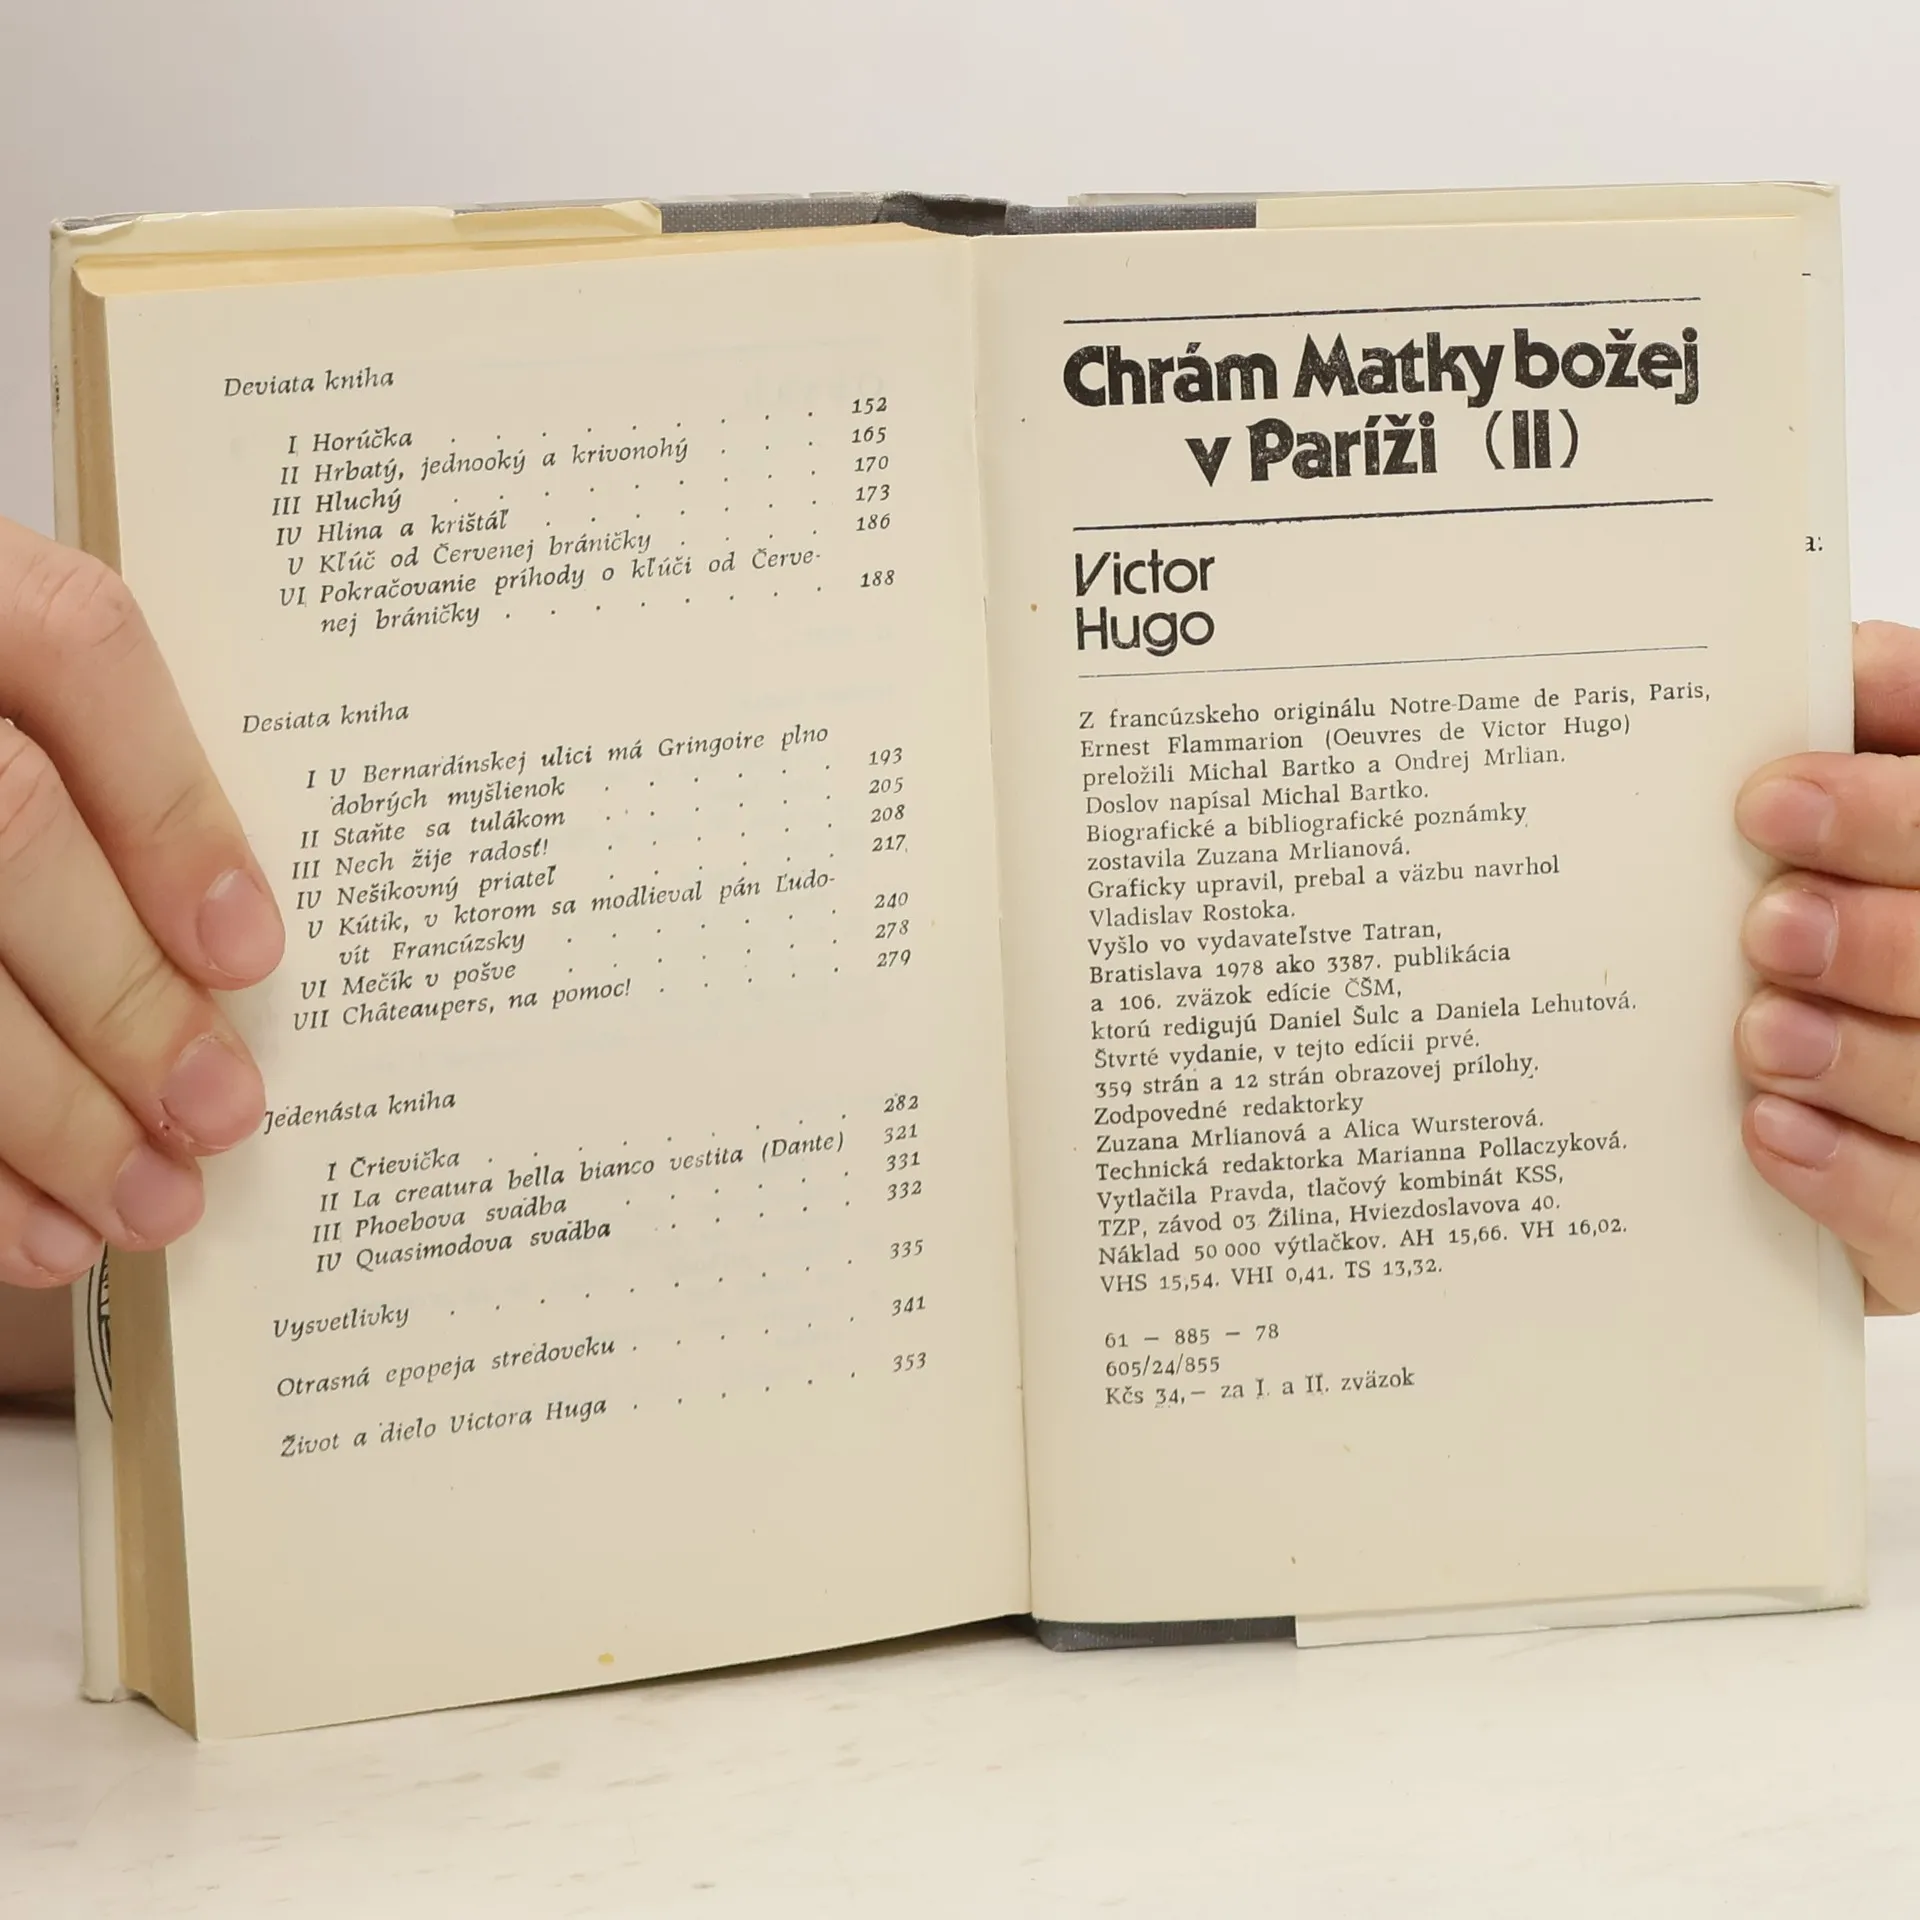 Deviata kniha
I Horúčka . . . . . . . . . 152
II Hrbatý, jednooký a krivonohý . . . 165
III Hluchý . . . . . . . . . 170
IV Hlina a krištáľ . . . . . . . 173
V Kľúč od Červenej bráničky . . . . 186
VI Pokračovanie príhody o kľúči od Červe-
nej bráničky . . . . . . . . 188
Desiata kniha
I V Bernardínskej ulici má Gringoire plno
dobrých myšlienok . . . . . . 193
II Staňte sa tulákom . . . . . . 205
III Nech žije radosť! . . . . . . 208
IV Nešikovný priateľ . . . . . . 217
V Kútik, v ktorom sa modlieval pán Ľudo-
vít Francúzsky . . . . . . . 240
VI Mečík v pošve . . . . . . . 278
VII Châteaupers, na pomoc! . . . . . 279
Jedenásta kniha
I Črievička . . . . . . . . . 282
II La creatura bella bianco vestita (Dante) 321
III Phoebova svadba . . . . . . 331
IV Quasimodova svadba . . . . . 332
Vysvetlivky . . . . . . . . . . 335
Otrasná epopeja stredoveku . . . . . . 341
Život a dielo Victora Huga . . . . . . 353
Chrám Matky božej
v Paríži (II)
Victor
Hugo
Z francúzskeho originálu Notre-Dame de Paris, Paris,
Ernest Flammarion (Oeuvres de Victor Hugo)
preložili Michal Bartko a Ondrej Mrlian.
Doslov napísal Michal Bartko.
Biografické a bibliografické poznámky
zostavila Zuzana Mrlianová.
Graficky upravil, prebal a väzbu navrhol
Vladislav Rostoka.
Vyšlo vo vydavateľstve Tatran,
Bratislava 1978 ako 3387. publikácia
a 106. zväzok edície ČŠM,
ktorú redigujú Daniel Šulc a Daniela Lehutová.
Štvrté vydanie, v tejto edícii prvé.
359 strán a 12 strán obrazovej prílohy.
Zodpovedné redaktorky
Zuzana Mrlianová a Alica Wursterová.
Technická redaktorka Marianna Pollaczyková.
Vytlačila Pravda, tlačový kombinát KSS,
TZP, závod 03 Žilina, Hviezdoslavova 40.
Náklad 50 000 výtlačkov. AH 15,66. VH 16,02.
VHS 15,54. VHI 0,41. TS 13,32.
61 – 885 – 78
605/24/855
Kčs 34,– za I. a II. zväzok
a: